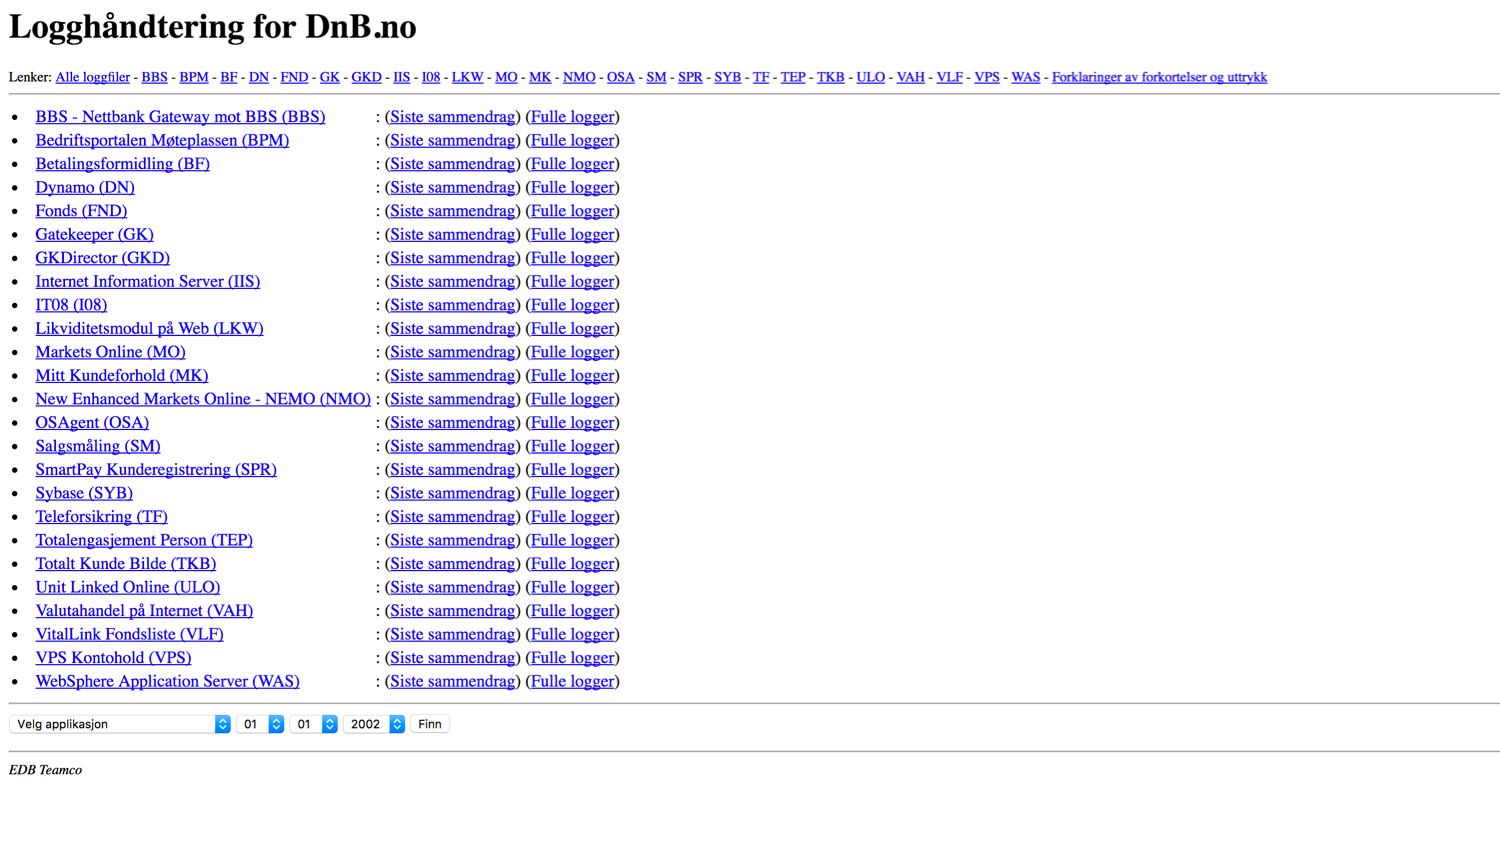 Logghåndtering for DnB.no
Lenker: Alle loggfiler - BBS - BPM - BF - DN - FND - GK - GKD - IIS - I08 - LKW - MO - MK - NMO - OSA - SM - SPR - SYB - TF - TEP - TKB - ULO - VAH - VLF - VPS - WAS - Forklaringer av forkortelser og uttrykk
• BBS - Nettbank Gateway mot BBS (BBS) : (Siste sammendrag) (Fulle logger)
• Bedriftsportalen Møteplassen (BPM) : (Siste sammendrag) (Fulle logger)
• Betalingsformidling (BF) : (Siste sammendrag) (Fulle logger)
• Dynamo (DN) : (Siste sammendrag) (Fulle logger)
• Fonds (FND) : (Siste sammendrag) (Fulle logger)
• Gatekeeper (GK) : (Siste sammendrag) (Fulle logger)
• GKDirector (GKD) : (Siste sammendrag) (Fulle logger)
• Internet Information Server (IIS) : (Siste sammendrag) (Fulle logger)
• IT08 (I08) : (Siste sammendrag) (Fulle logger)
• Likviditetsmodul på Web (LKW) : (Siste sammendrag) (Fulle logger)
• Markets Online (MO) : (Siste sammendrag) (Fulle logger)
• Mitt Kundeforhold (MK) : (Siste sammendrag) (Fulle logger)
• New Enhanced Markets Online - NEMO (NMO) : (Siste sammendrag) (Fulle logger)
• OSAgent (OSA) : (Siste sammendrag) (Fulle logger)
• Salgsmåling (SM) : (Siste sammendrag) (Fulle logger)
• SmartPay Kunderegistrering (SPR) : (Siste sammendrag) (Fulle logger)
• Sybase (SYB) : (Siste sammendrag) (Fulle logger)
• Teleforsikring (TF) : (Siste sammendrag) (Fulle logger)
• Totalengasjement Person (TEP) : (Siste sammendrag) (Fulle logger)
• Totalt Kunde Bilde (TKB) : (Siste sammendrag) (Fulle logger)
• Unit Linked Online (ULO) : (Siste sammendrag) (Fulle logger)
• Valutahandel på Internet (VAH) : (Siste sammendrag) (Fulle logger)
• VitalLink Fondsliste (VLF) : (Siste sammendrag) (Fulle logger)
• VPS Kontohold (VPS) : (Siste sammendrag) (Fulle logger)
• WebSphere Application Server (WAS) : (Siste sammendrag) (Fulle logger)
Velg applikasjon 01 01 2002 Finn
EDB Teamco